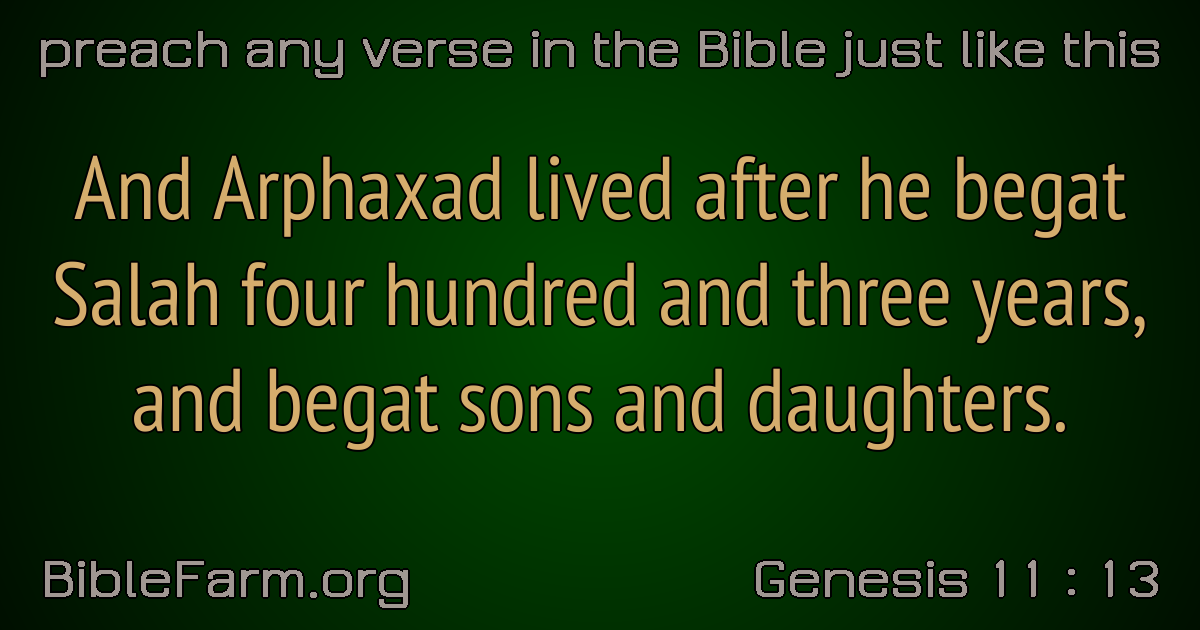 preach any verse in the Bible just like this
And Arphaxad lived after he begat
Salah four hundred and three years,
and begat sons and daughters.
BibleFarm.org
Genesis 11 : 13